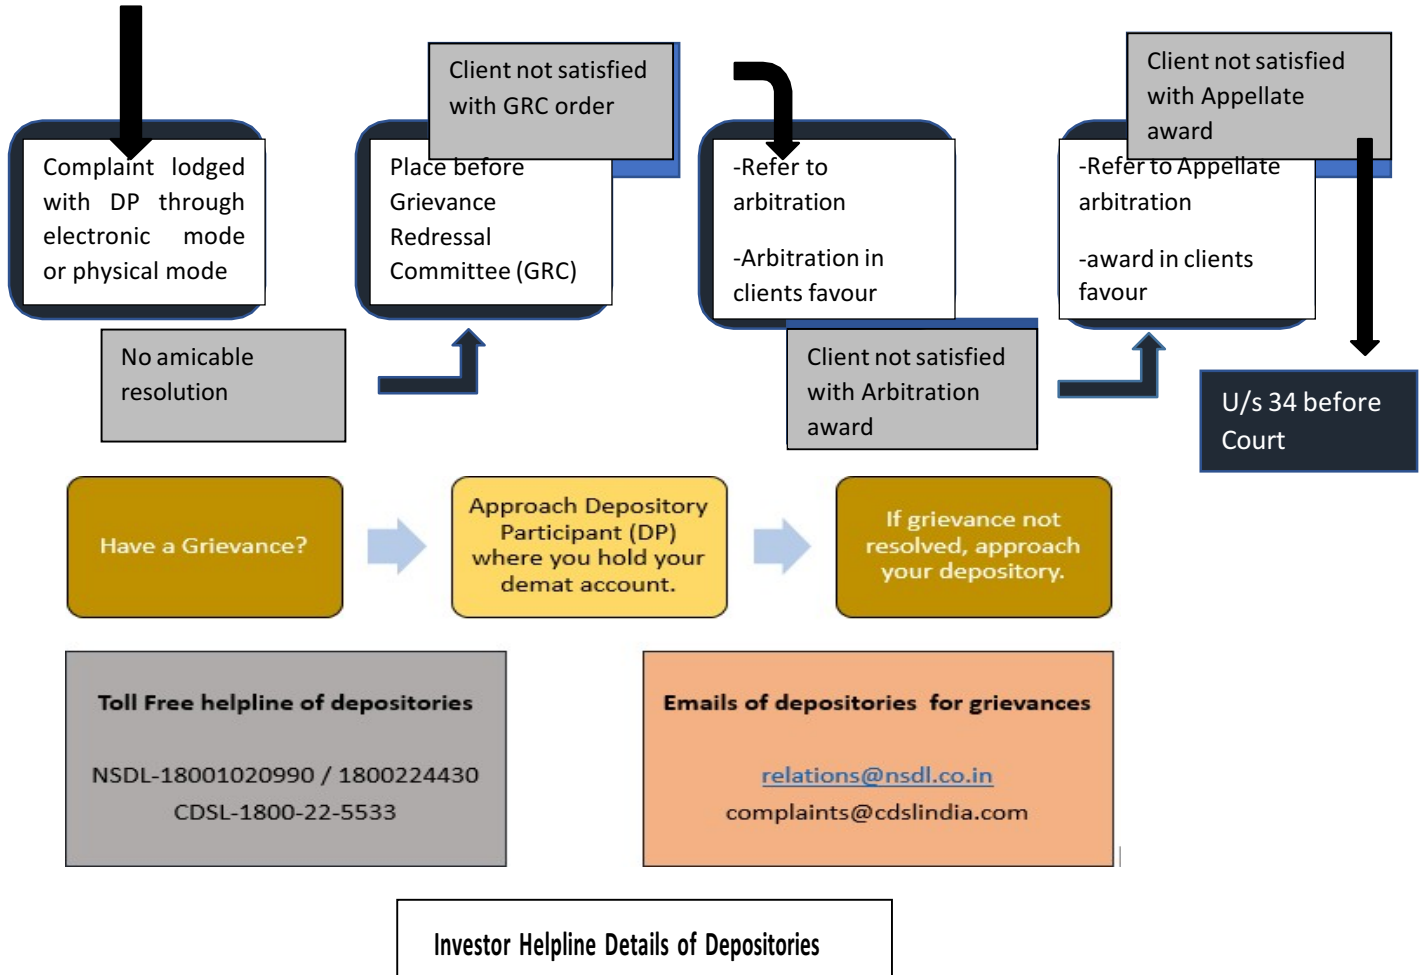 Complaint lodged
with DP through
electronic mode
or physical mode
No amicable
resolution
Place before
Grievance
Redressal
Committee (GRC)
Client not satisfied
with GRC order
-Refer to
arbitration
-Arbitration in
clients favour
Client not satisfied
with Arbitration
award
-Refer to Appellate
arbitration
-award in clients
favour
Client not satisfied
with Appellate
award
U/s 34 before
Court
Have a Grievance?
Approach Depository
Participant (DP)
where you hold your
demat account.
If grievance not
resolved, approach
your depository.
Toll Free helpline of depositories
NSDL-18001020990 / 1800224430
CDSL-1800-22-5533
Emails of depositories for grievances
relations@nsdl.co.in
complaints@cdslindia.com
Investor Helpline Details of Depositories